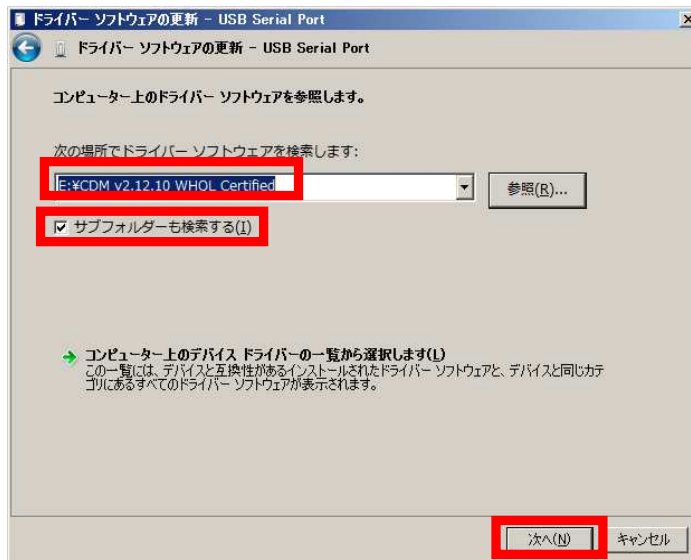 ドライバー ソフトウェアの更新 - USB Serial Port
ドライバー ソフトウェアの更新 - USB Serial Port
コンピューター上のドライバー ソフトウェアを参照します。
次の場所でドライバー ソフトウェアを検索します:
E:¥CDM v2.12.10 WHQL Certified
参照(R)...
サブフォルダーも検索する(I)
コンピューター上のデバイス ドライバーの一覧から選択します(L)
この一覧には、デバイスと互換性があるインストールされたドライバー ソフトウェアと、デバイスと同じカテ
ゴリにあるすべてのドライバー ソフトウェアが表示されます。
次へ(N)
キャンセル